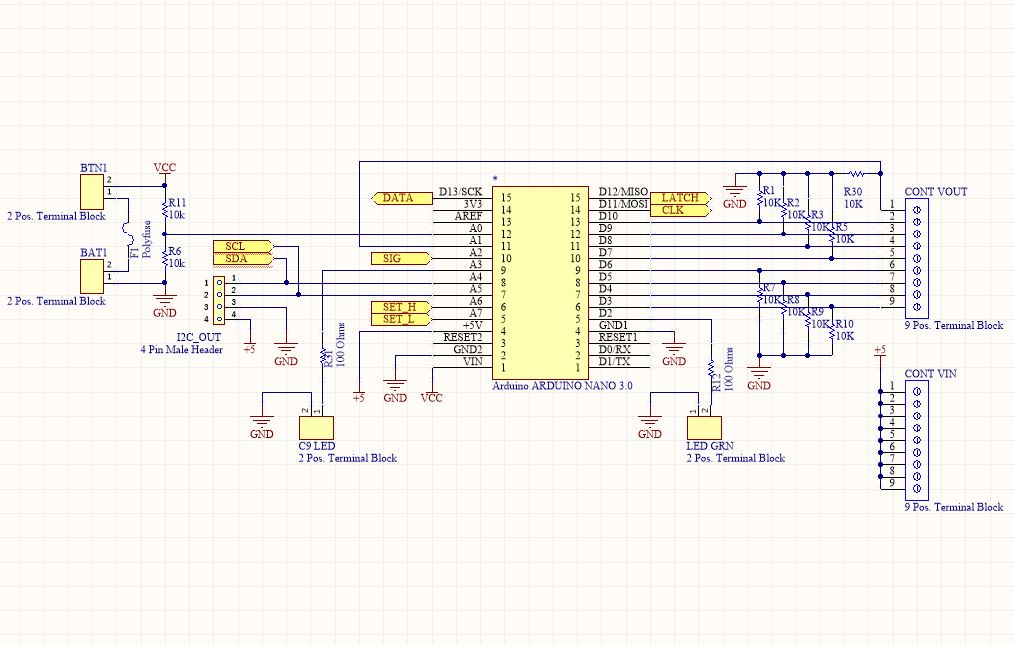 BTN1
2
1
2 Pos. Terminal Block
VCC
R11
10k
F1
Polyfuse
R6
10k
BAT1
2
1
2 Pos. Terminal Block
GND
SCL
SDA
1
2
3
4
1
2
3
4
I2C_OUT
4 Pin Male Header
+5
GND
R31
100 Ohms
GND
2
1
C9 LED
2 Pos. Terminal Block
DATA
SIG
SET_H
SET_L
+5
GND
VCC
*
D13/SCK
3V3
AREF
A0
A1
A2
A3
A4
A5
A6
A7
+5V
RESET2
GND2
VIN
15
14
13
12
11
10
9
8
7
6
5
4
3
2
1
15
14
13
12
11
10
9
8
7
6
5
4
3
2
1
D12/MISO
D11/MOSI
D10
D9
D8
D7
D6
D5
D4
D3
D2
GND1
RESET1
D0/RX
D1/TX
Arduino ARDUINO NANO 3.0
LATCH
CLK
GND
R12
100 Ohms
GND
1
2
LED GRN
2 Pos. Terminal Block
GND
R1
10K
R2
10K
R3
10K
R5
10K
R30
10K
R7
10K
R8
10K
R9
10K
R10
10K
GND
CONT VOUT
1
2
3
4
5
6
7
8
9
9 Pos. Terminal Block
+5
CONT VIN
1
2
3
4
5
6
7
8
9
9 Pos. Terminal Block